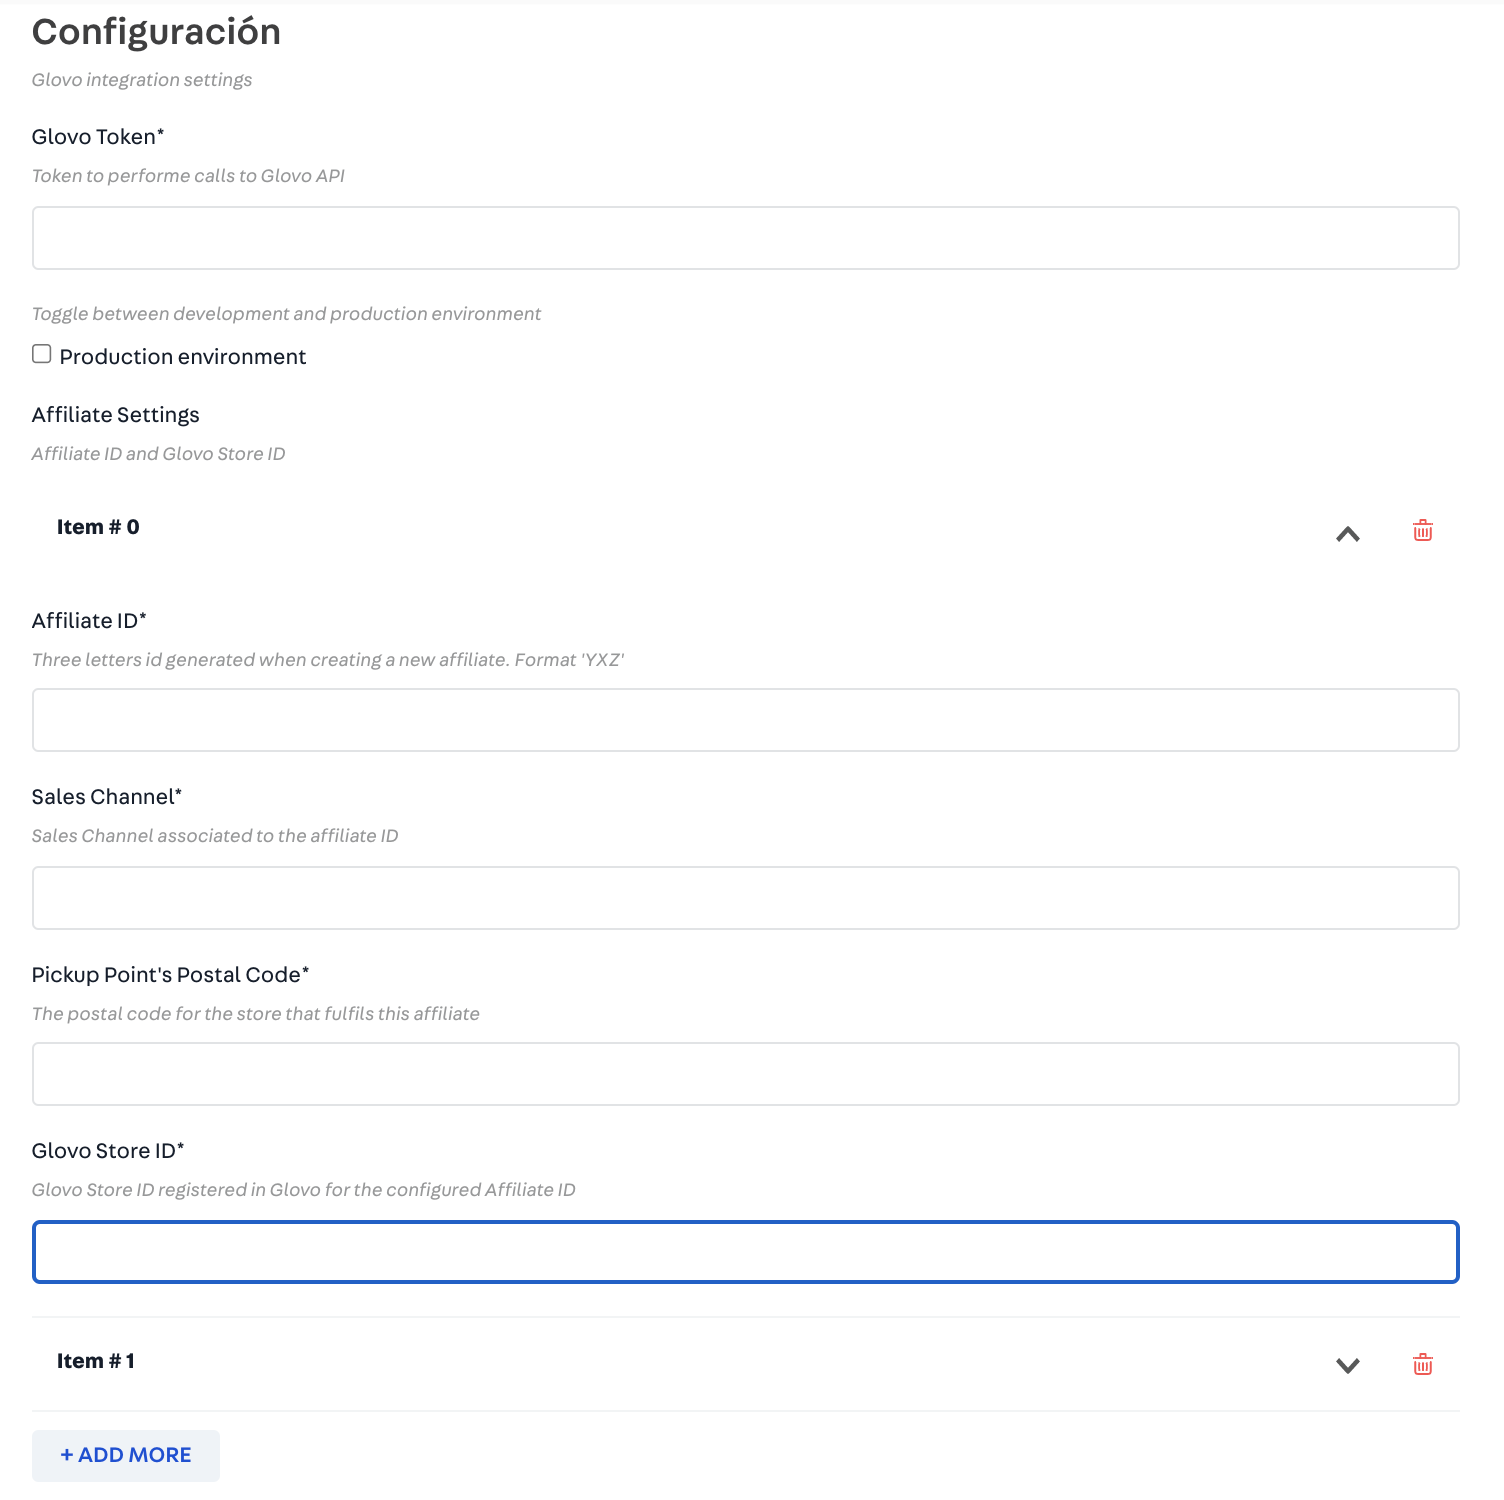 Configuración
Glovo integration settings
Glovo Token*
Token to performe calls to Glovo API
Toggle between development and production environment
Production environment
Affiliate Settings
Affiliate ID and Glovo Store ID
Item # 0
Affiliate ID*
Three letters id generated when creating a new affiliate. Format 'YXZ'
Sales Channel*
Sales Channel associated to the affiliate ID
Pickup Point's Postal Code*
The postal code for the store that fulfils this affiliate
Glovo Store ID*
Glovo Store ID registered in Glovo for the configured Affiliate ID
Item # 1
+ ADD MORE